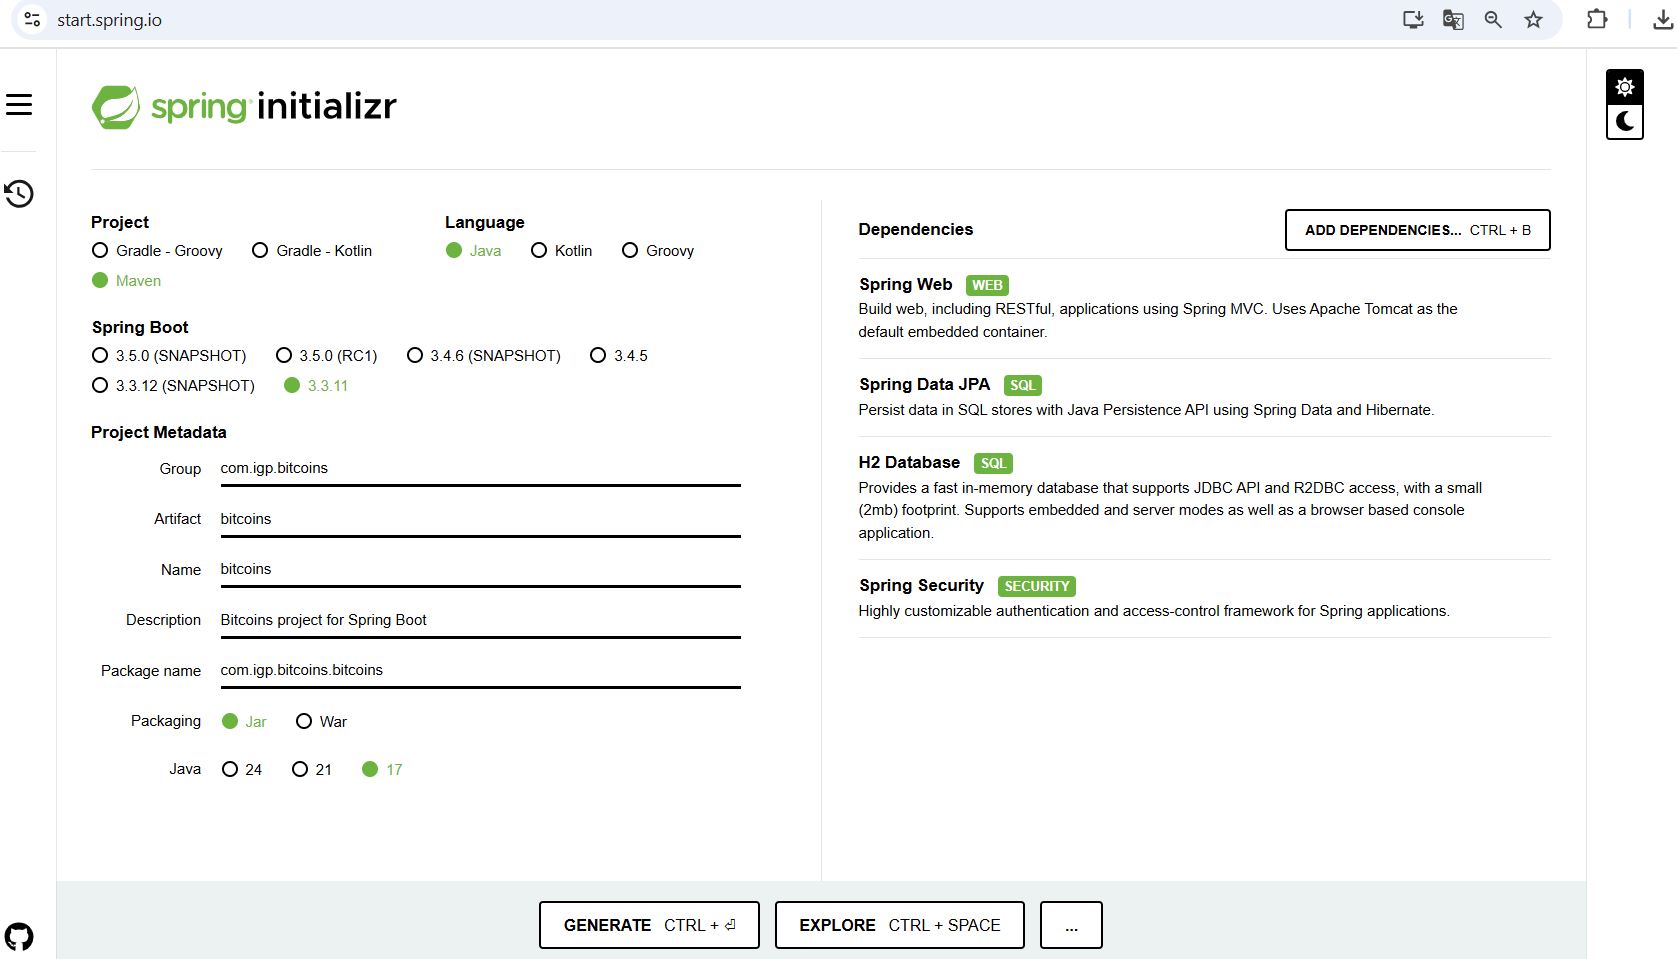 start.spring.io
spring initializr
Project
Gradle - Groovy Gradle - Kotlin
Maven
Language
Java Kotlin Groovy
Spring Boot
3.5.0 (SNAPSHOT) 3.5.0 (RC1) 3.4.6 (SNAPSHOT) 3.4.5
3.3.12 (SNAPSHOT) 3.3.11
Project Metadata
Group com.igp.bitcoins
Artifact bitcoins
Name bitcoins
Description Bitcoins project for Spring Boot
Package name com.igp.bitcoins.bitcoins
Packaging Jar War
Java 24 21 17
Dependencies ADD DEPENDENCIES... CTRL + B
Spring Web WEB
Build web, including RESTful, applications using Spring MVC. Uses Apache Tomcat as the
default embedded container.
Spring Data JPA SQL
Persist data in SQL stores with Java Persistence API using Spring Data and Hibernate.
H2 Database SQL
Provides a fast in-memory database that supports JDBC API and R2DBC access, with a small
(2mb) footprint. Supports embedded and server modes as well as a browser based console
application.
Spring Security SECURITY
Highly customizable authentication and access-control framework for Spring applications.
GENERATE CTRL + ⏎ EXPLORE CTRL + SPACE ...